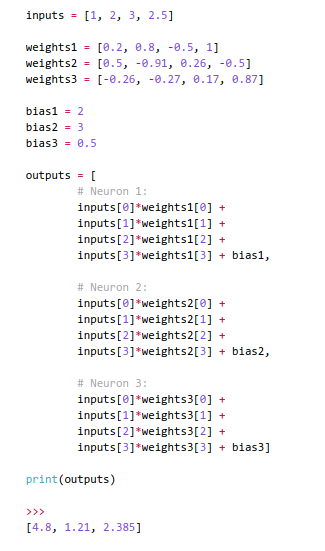 inputs = [1, 2, 3, 2.5]
weights1 = [0.2, 0.8, -0.5, 1]
weights2 = [0.5, -0.91, 0.26, -0.5]
weights3 = [-0.26, -0.27, 0.17, 0.87]
bias1 = 2
bias2 = 3
bias3 = 0.5
outputs = [
# Neuron 1:
inputs[0]*weights1[0] +
inputs[1]*weights1[1] +
inputs[2]*weights1[2] +
inputs[3]*weights1[3] + bias1,
# Neuron 2:
inputs[0]*weights2[0] +
inputs[1]*weights2[1] +
inputs[2]*weights2[2] +
inputs[3]*weights2[3] + bias2,
# Neuron 3:
inputs[0]*weights3[0] +
inputs[1]*weights3[1] +
inputs[2]*weights3[2] +
inputs[3]*weights3[3] + bias3]
print(outputs)
>>>
[4.8, 1.21, 2.385]